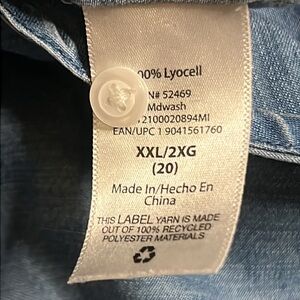 00% Lyocell
N# 52469
Mdwash
2100020894MI
EAN/UPC 1 9041561760
XXL/2XG
(20)
Made In/Hecho En
China
THIS LABEL YARN IS MADE
OUT OF 100% RECYCLED
POLYESTER MATERIALS